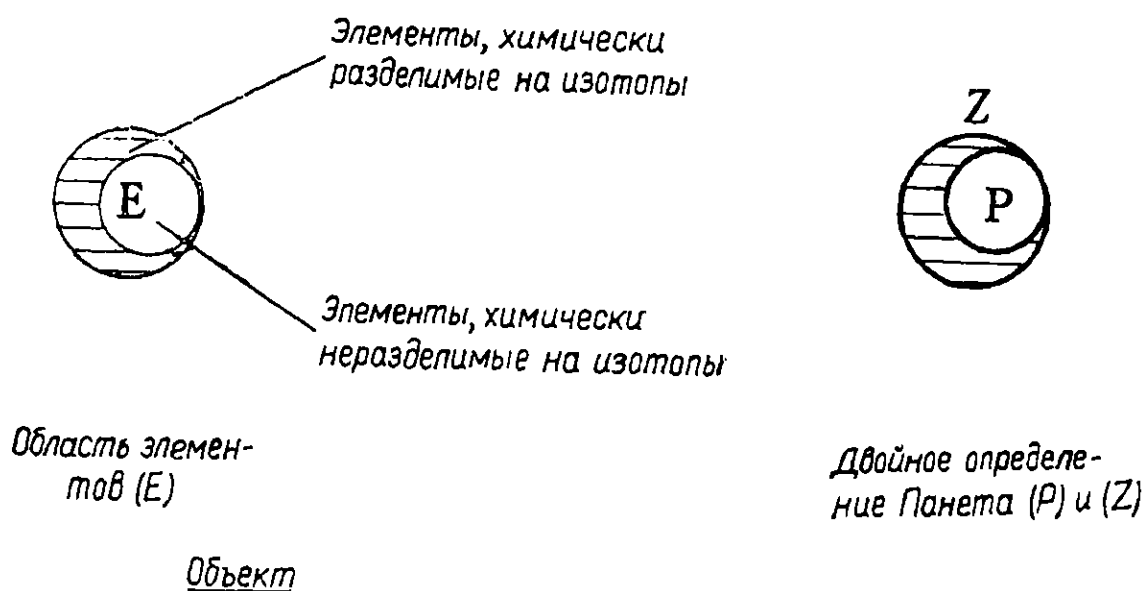 Элементы, химически
разделимые на изотопы
E
Z
P
Элементы, химически
неразделимые на изотопы
Область элемен-
тов (E)
Двойное определе-
ние Панета (P) и (Z)
Объект